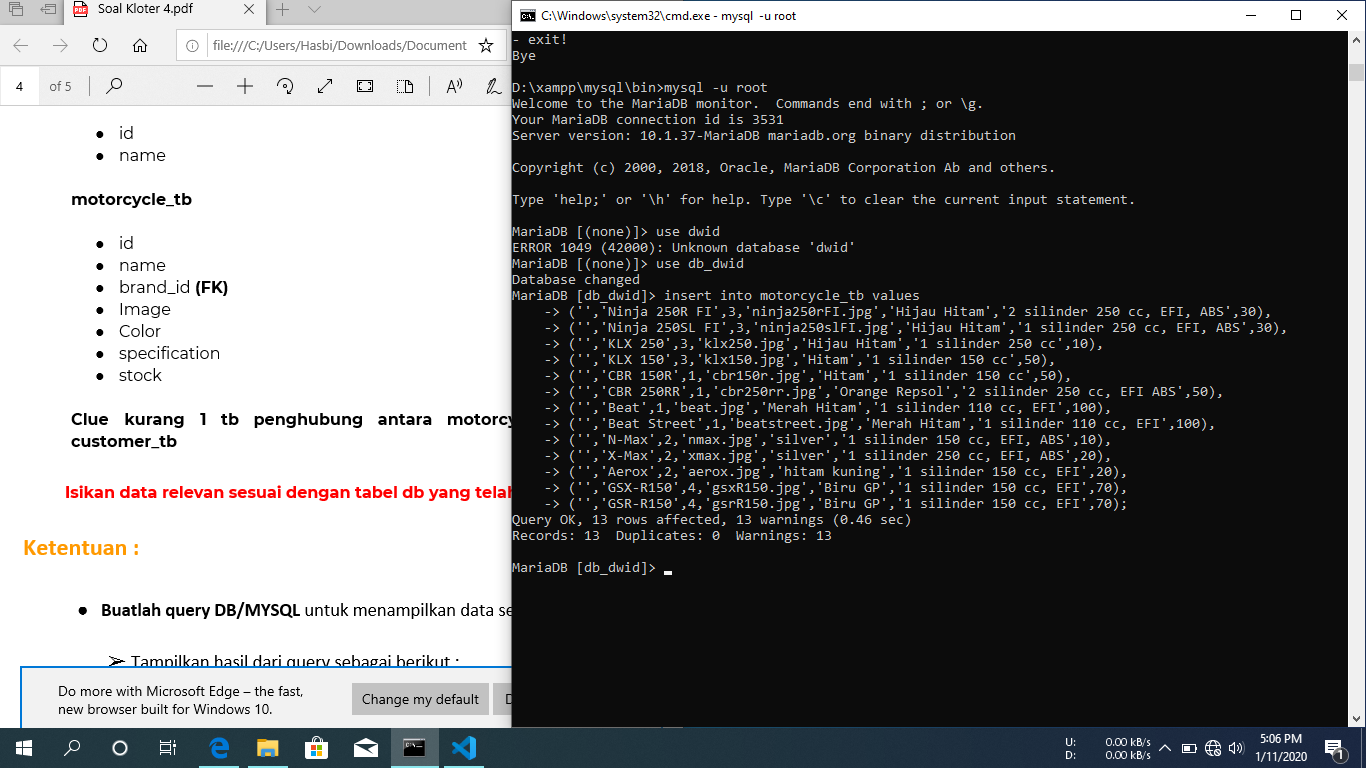 Soal Kloter 4.pdf
file:///C:/Users/Hasbi/Downloads/Document
4 of 5
● id
● name
motorcycle_tb
● id
● name
● brand_id (FK)
● Image
● Color
● specification
● stock
Clue kurang 1 tb penghubung antara motorcy
customer_tb
Isikan data relevan sesuai dengan tabel db yang telah
Ketentuan :
● Buatlah query DB/MYSQL untuk menampilkan data se
➢ Tampilkan hasil dari query sebagai berikut :
Do more with Microsoft Edge – the fast,
new browser built for Windows 10.
Change my default
D
C:\Windows\system32\cmd.exe - mysql -u root
- exit!
Bye
D:\xampp\mysql\bin>mysql -u root
Welcome to the MariaDB monitor.  Commands end with ; or \g.
Your MariaDB connection id is 3531
Server version: 10.1.37-MariaDB mariadb.org binary distribution
Copyright (c) 2000, 2018, Oracle, MariaDB Corporation Ab and others.
Type 'help;' or '\h' for help. Type '\c' to clear the current input statement.
MariaDB [(none)]> use dwid
ERROR 1049 (42000): Unknown database 'dwid'
MariaDB [(none)]> use db_dwid
Database changed
MariaDB [db_dwid]> insert into motorcycle_tb values
    -> ('','Ninja 250R FI',3,'ninja250rFI.jpg','Hijau Hitam','2 silinder 250 cc, EFI, ABS',30),
    -> ('','Ninja 250SL FI',3,'ninja250slFI.jpg','Hijau Hitam','1 silinder 250 cc, EFI, ABS',30),
    -> ('','KLX 250',3,'klx250.jpg','Hijau Hitam','1 silinder 250 cc',10),
    -> ('','KLX 150',3,'klx150.jpg','Hitam','1 silinder 150 cc',50),
    -> ('','CBR 150R',1,'cbr150r.jpg','Hitam','1 silinder 150 cc',50),
    -> ('','CBR 250RR',1,'cbr250rr.jpg','Orange Repsol','2 silinder 250 cc, EFI ABS',50),
    -> ('','Beat',1,'beat.jpg','Merah Hitam','1 silinder 110 cc, EFI',100),
    -> ('','Beat Street',1,'beatstreet.jpg','Merah Hitam','1 silinder 110 cc, EFI',100),
    -> ('','N-Max',2,'nmax.jpg','silver','1 silinder 150 cc, EFI, ABS',10),
    -> ('','X-Max',2,'xmax.jpg','silver','1 silinder 250 cc, EFI, ABS',20),
    -> ('','Aerox',2,'aerox.jpg','hitam kuning','1 silinder 150 cc, EFI',20),
    -> ('','GSX-R150',4,'gsxR150.jpg','Biru GP','1 silinder 150 cc, EFI',70),
    -> ('','GSR-R150',4,'gsrR150.jpg','Biru GP','1 silinder 150 cc, EFI',70);
Query OK, 13 rows affected, 13 warnings (0.46 sec)
Records: 13  Duplicates: 0  Warnings: 13
MariaDB [db_dwid]> _
U: 0.00 kB/s
D: 0.00 kB/s
5:06 PM
1/11/2020
1